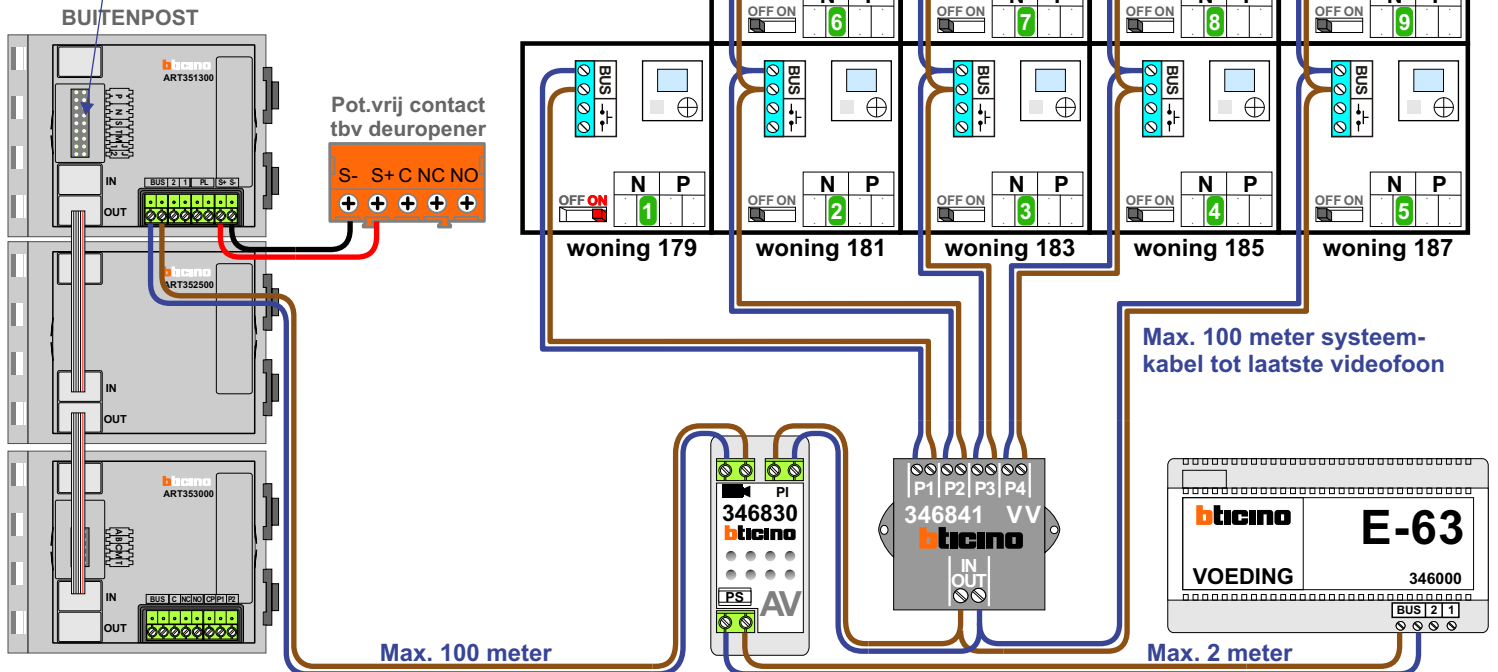 BUITENPOST
bticino
ART351300
P N S T M 1 2
IN
BUS 2 1 PL S+ S-
OUT
bticino
ART352500
IN
OUT
bticino
ART353000
IN
BUS C NC NO CP P1 P2
OUT
Pot.vrij contact
tbv deuropener
S- S+ C NC NO
OFF ON N P 6
OFF ON N P 7
OFF ON N P 8
OFF ON N P 9
BUS
N P
OFF ON 1
woning 179
BUS
N P
OFF ON 2
woning 181
BUS
N P
OFF ON 3
woning 183
BUS
N P
OFF ON 4
woning 185
BUS
N P
OFF ON 5
woning 187
Max. 100 meter systeem-
kabel tot laatste videofoon
PI
346830
bticino
PS
AV
P1 P2 P3 P4
346841 VV
bticino
IN
OUT
bticino
E-63
VOEDING
346000
BUS 2 1
Max. 100 meter
Max. 2 meter